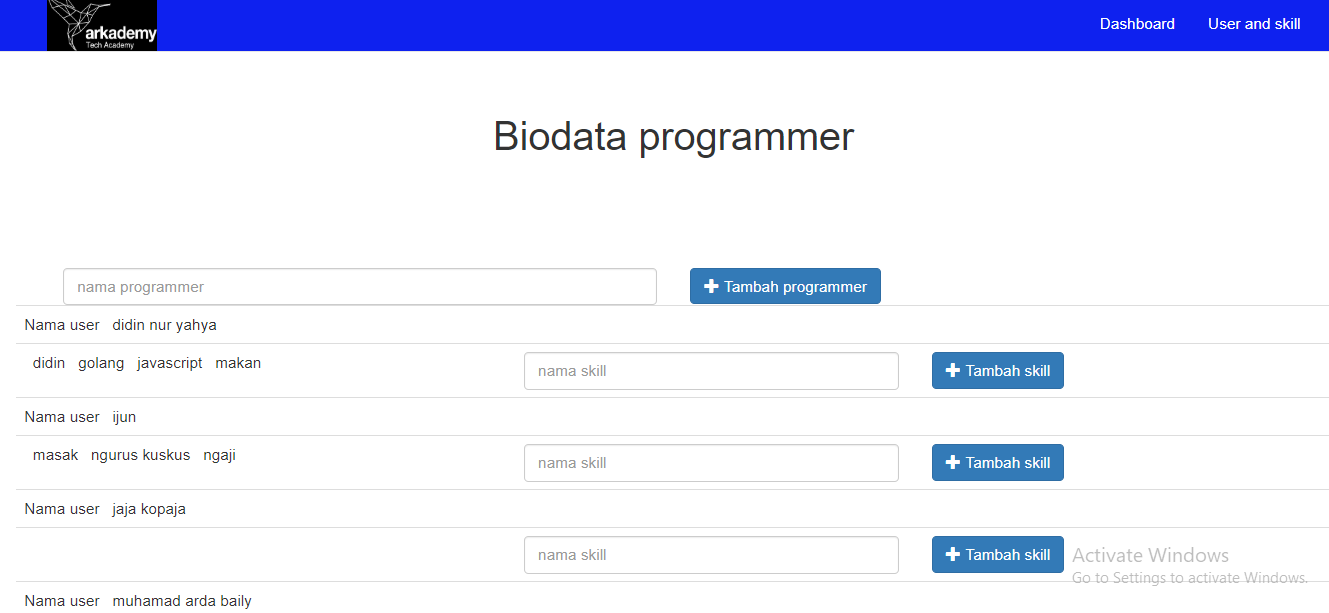 arkademy
Tech Academy
Dashboard User and skill
Biodata programmer
nama programmer Tambah programmer
Nama user didin nur yahya
didin golang javascript makan nama skill Tambah skill
Nama user ijun
masak ngurus kuskus ngaji nama skill Tambah skill
Nama user jaja kopaja
nama skill Tambah skill
Activate Windows
Go to Settings to activate Windows.
Nama user muhamad arda baily